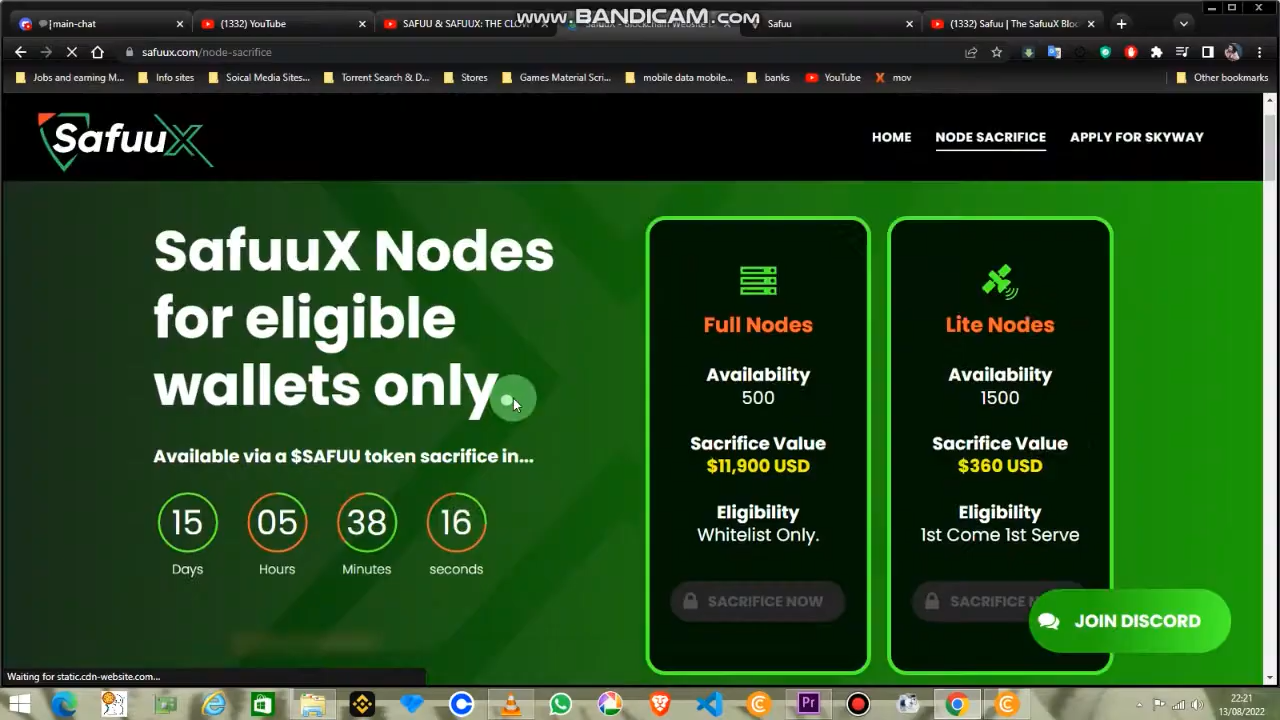 www.BANDICAM.com
main-chat
(1332) YouTube
SAFUU & SAFUUX: THE CLOW
Safuu
(1332) Safuu | The SafuuX Bloc
safuux.com/node-sacrifice
Jobs and earning M...
Info sites
Soical Media Sites...
Torrent Search & D...
Stores
Games Material Scri...
mobile data mobile...
banks
YouTube
mov
Other bookmarks
SafuuX
HOME
NODE SACRIFICE
APPLY FOR SKYWAY
SafuuX Nodes
for eligible
wallets only.
Available via a $SAFUU token sacrifice in...
15
05
38
16
Days
Hours
Minutes
seconds
Full Nodes
Availability
500
Sacrifice Value
$11,900 USD
Eligibility
Whitelist Only.
SACRIFICE NOW
Lite Nodes
Availability
1500
Sacrifice Value
$360 USD
Eligibility
1st Come 1st Serve
SACRIFICE N
JOIN DISCORD
Waiting for static.cdn-website.com...
22:21
13/08/2022